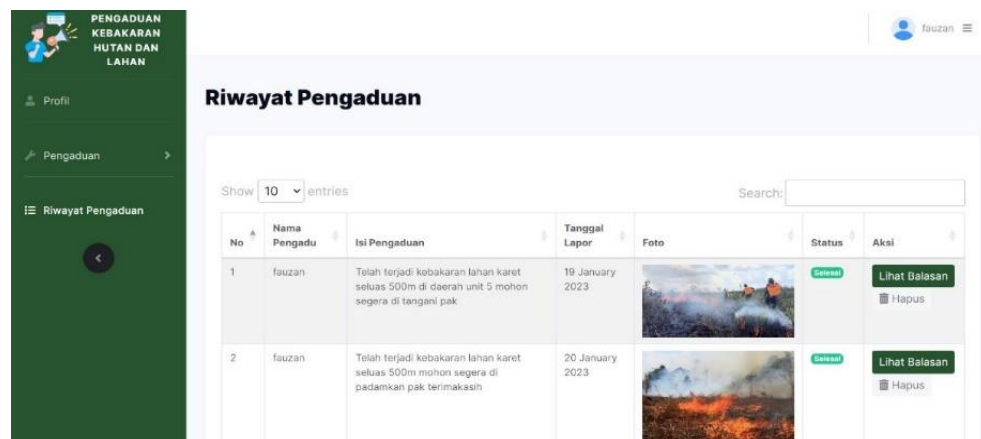 PENGADUAN
KEBAKARAN
HUTAN DAN
LAHAN
fauzan
Profil
Pengaduan
Riwayat Pengaduan
Riwayat Pengaduan
Show 10 entries
Search:
No
Nama
Pengadu
Isi Pengaduan
Tanggal
Lapor
Foto
Status
Aksi
1
fauzan
Telah terjadi kebakaran lahan karet
seluas 500m di daerah unit 5 mohon
segera di tangani pak
19 January
2023
Selesai
Lihat Balasan
Hapus
2
fauzan
Telah terjadi kebakaran lahan karet
seluas 500m mohon segera di
padamkan pak terimakasih
20 January
2023
Selesai
Lihat Balasan
Hapus